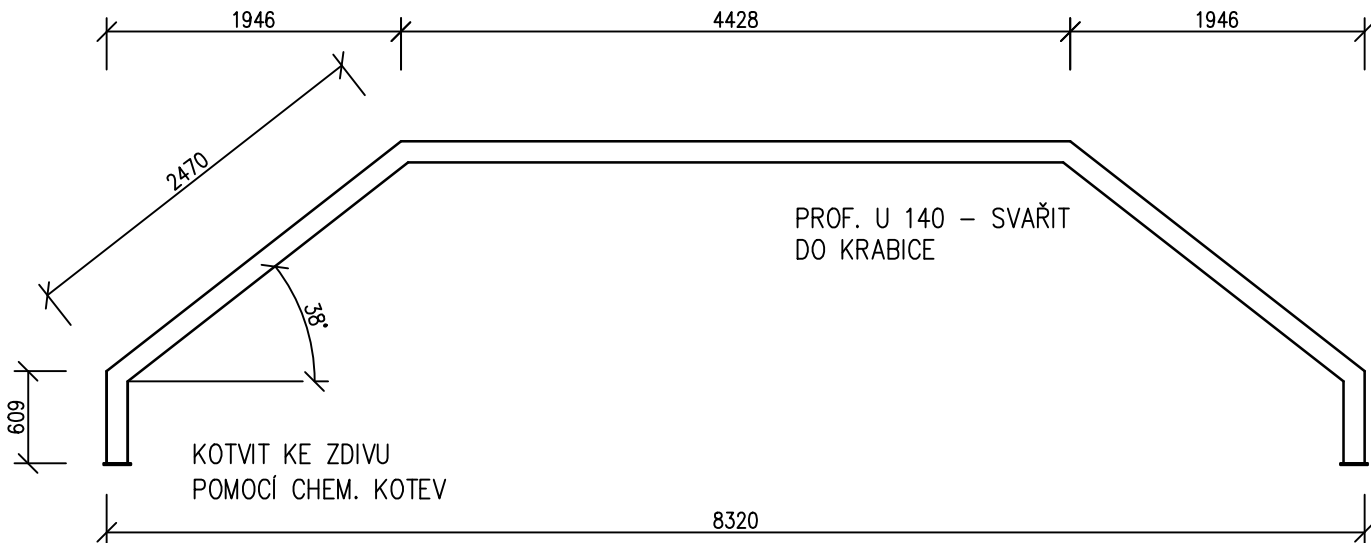 1946
4428
1946
2470
PROF. U 140 – SVAŘIT
DO KRABICE
38°
609
KOTVIT KE ZDIVU
POMOCÍ CHEM. KOTEV
8320